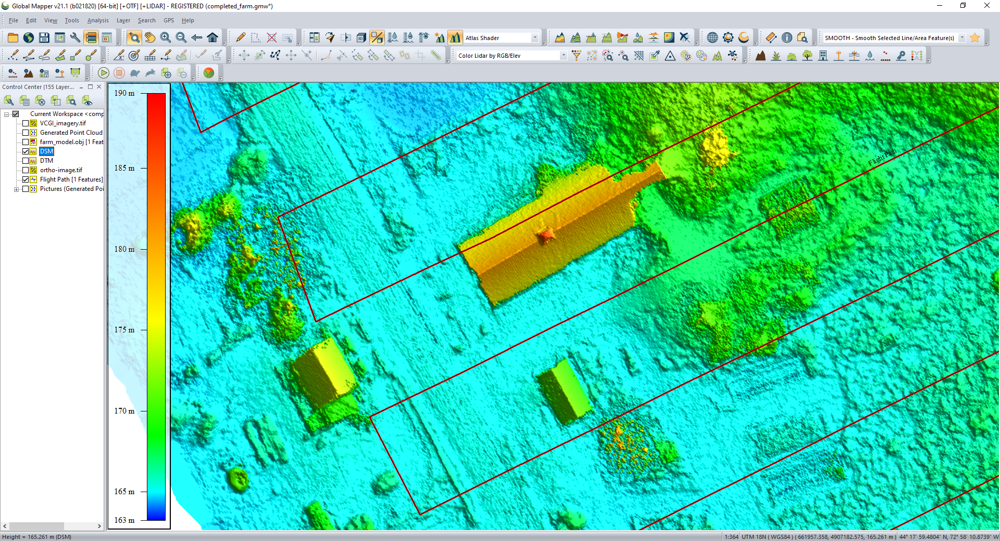 Global Mapper v21.1 (b021820) [64-bit] [+OTF] [+LIDAR] - REGISTERED (completed_farm.gmw*)
File Edit View Tools Analysis Layer Search GPS Help
3D
Atlas Shader
SMOOTH - Smooth Selected Line/Area Feature(s)
Color Lidar by RGB/Elev
Control Center (155 Layer...
Current Workspace <comp
VCGI_imagery.tif
Generated Point Cloud
farm_model.obj [1 Feat
DSM
DTM
ortho-image.tif
Flight Path [1 Features]
Pictures (Generated Poi
190 m
185 m
180 m
175 m
170 m
165 m
163 m
Flight Path
Height = 165.261 m (DSM)
1:364 UTM 18N ( WGS84 ) ( 661957.358, 4907182.575, 165.261 m ) 44° 17' 59.4804" N, 72° 58' 10.8739" W